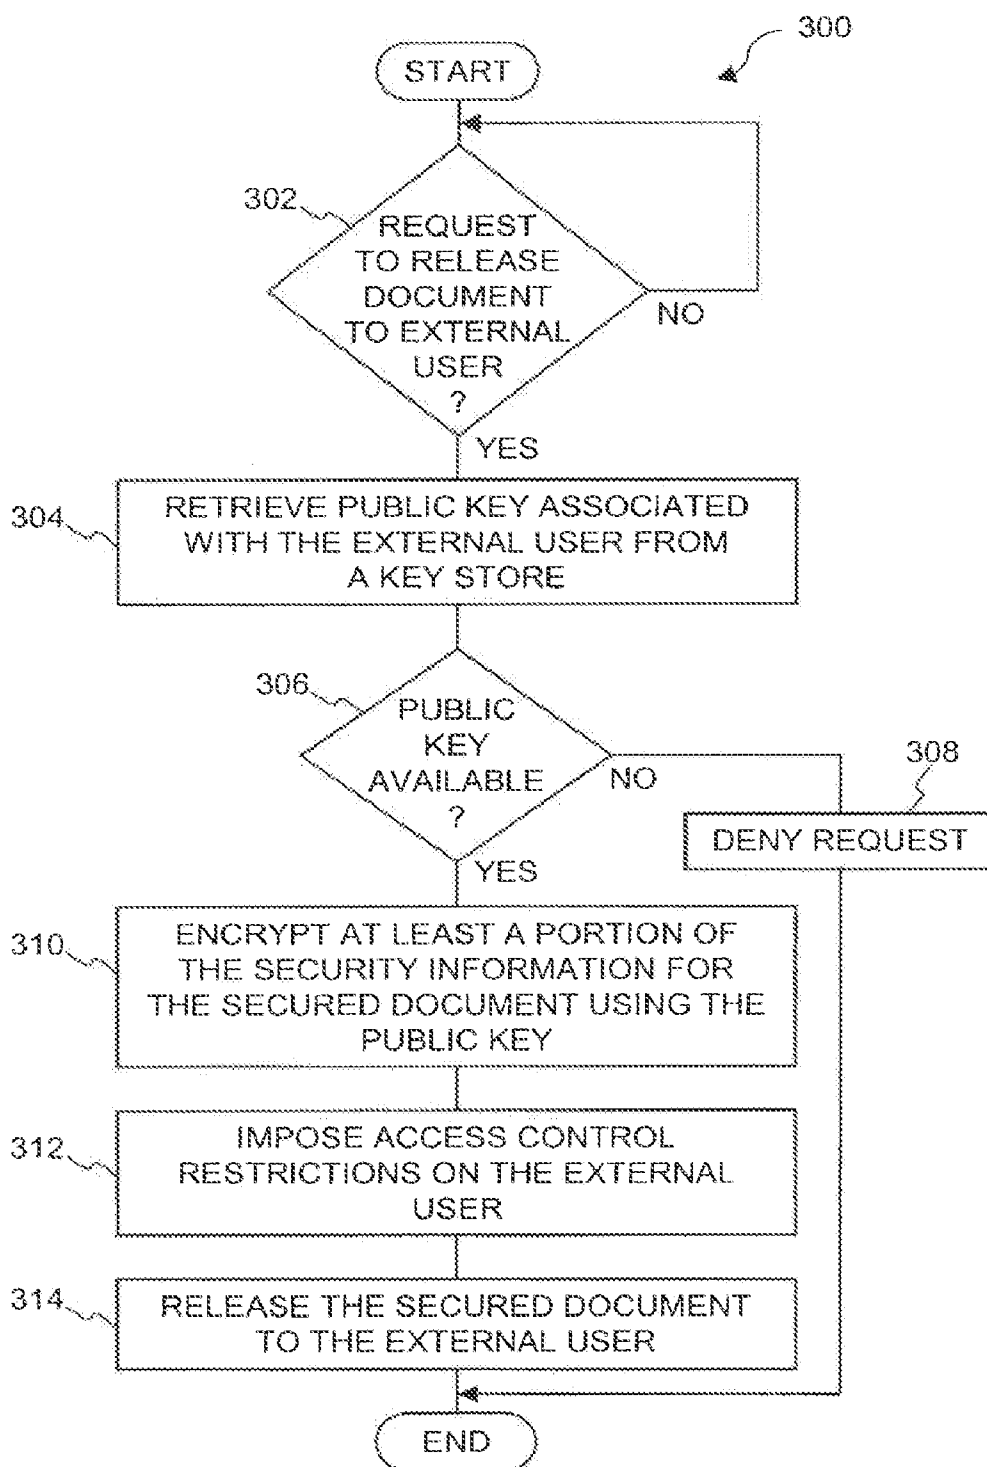 300
START
302
REQUEST
TO RELEASE
DOCUMENT
TO EXTERNAL
USER
?
NO
YES
304
RETRIEVE PUBLIC KEY ASSOCIATED
WITH THE EXTERNAL USER FROM
A KEY STORE
306
PUBLIC
KEY
AVAILABLE
?
NO
308
DENY REQUEST
YES
310
ENCRYPT AT LEAST A PORTION OF
THE SECURITY INFORMATION FOR
THE SECURED DOCUMENT USING THE
PUBLIC KEY
312
IMPOSE ACCESS CONTROL
RESTRICTIONS ON THE EXTERNAL
USER
314
RELEASE THE SECURED DOCUMENT
TO THE EXTERNAL USER
END